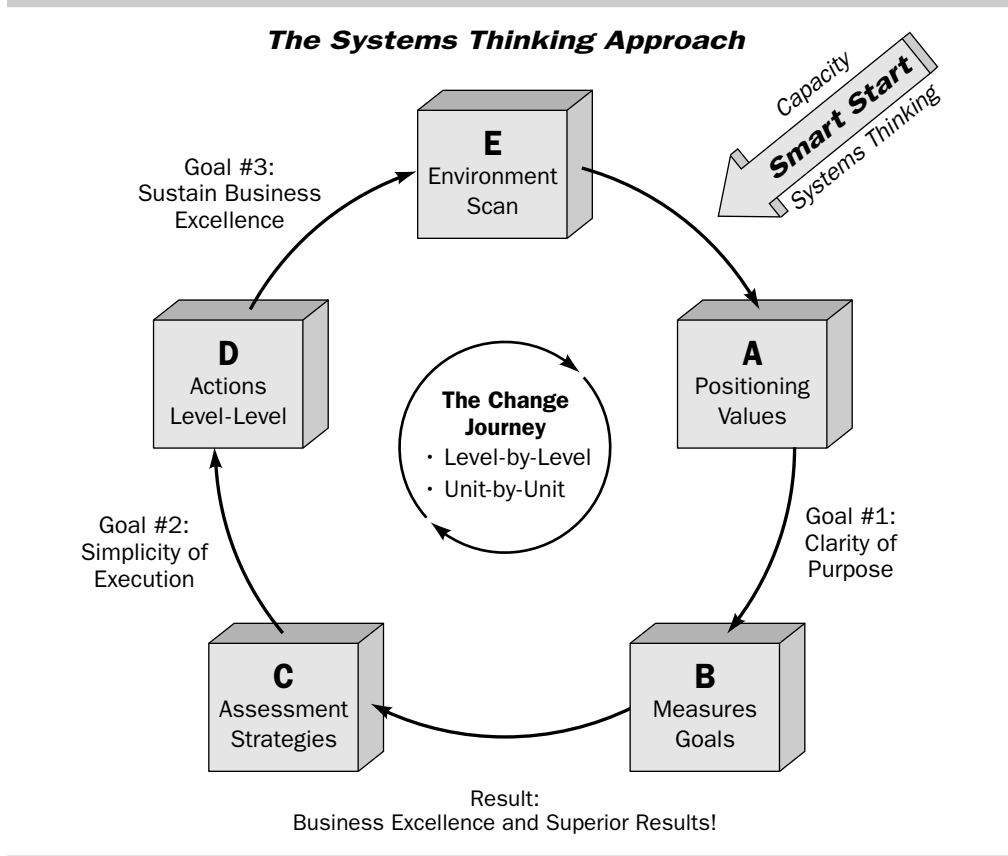 The Systems Thinking Approach
Capacity
Smart Start
Systems Thinking
E
Environment
Scan
Goal #3:
Sustain Business
Excellence
D
Actions
Level-Level
A
Positioning
Values
The Change
Journey
· Level-by-Level
· Unit-by-Unit
Goal #2:
Simplicity of
Execution
Goal #1:
Clarity of
Purpose
C
Assessment
Strategies
B
Measures
Goals
Result:
Business Excellence and Superior Results!